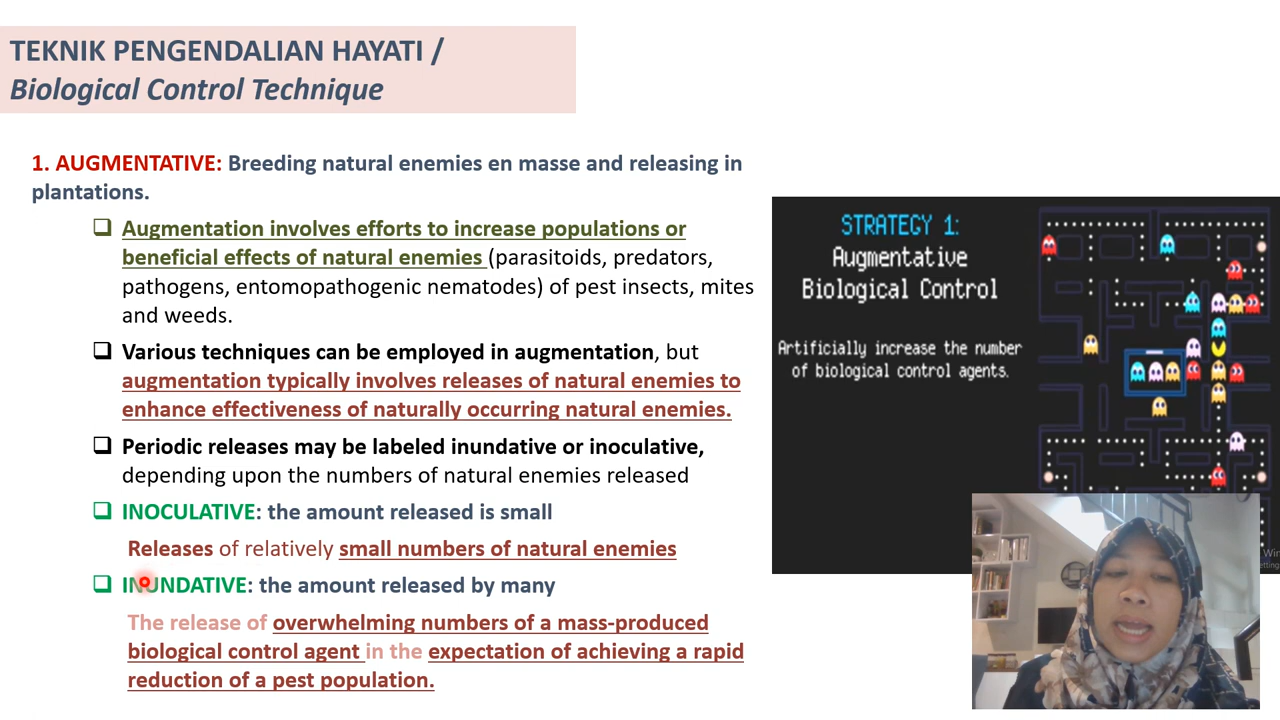 TEKNIK PENGENDALIAN HAYATI /
Biological Control Technique
1. AUGMENTATIVE: Breeding natural enemies en masse and releasing in
plantations.
Augmentation involves efforts to increase populations or
beneficial effects of natural enemies (parasitoids, predators,
pathogens, entomopathogenic nematodes) of pest insects, mites
and weeds.
Various techniques can be employed in augmentation, but
augmentation typically involves releases of natural enemies to
enhance effectiveness of naturally occurring natural enemies.
Periodic releases may be labeled inundative or inoculative,
depending upon the numbers of natural enemies released
INOCULATIVE: the amount released is small
Releases of relatively small numbers of natural enemies
INUNDATIVE: the amount released by many
The release of overwhelming numbers of a mass-produced
biological control agent in the expectation of achieving a rapid
reduction of a pest population.
STRATEGY 1:
Augmentative
Biological Control
Artificially increase the number
of biological control agents.